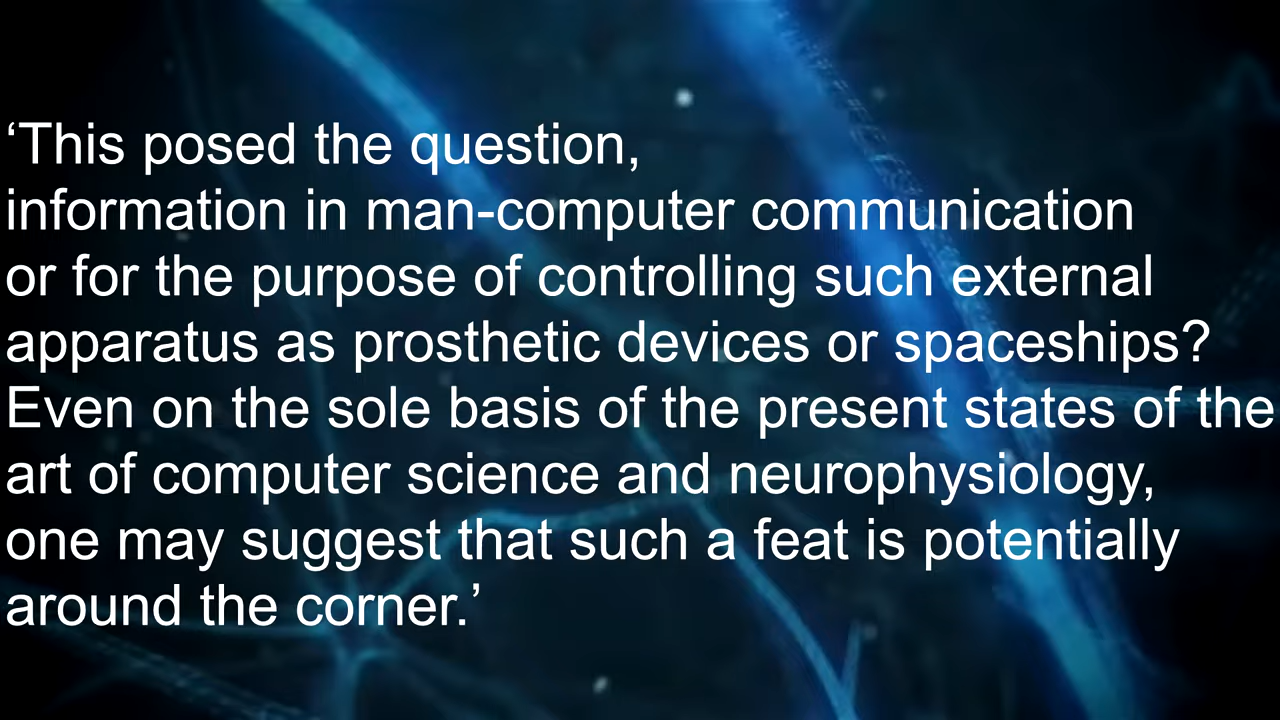 ‘This posed the question,
information in man-computer communication
or for the purpose of controlling such external
apparatus as prosthetic devices or spaceships?
Even on the sole basis of the present states of the
art of computer science and neurophysiology,
one may suggest that such a feat is potentially
around the corner.’